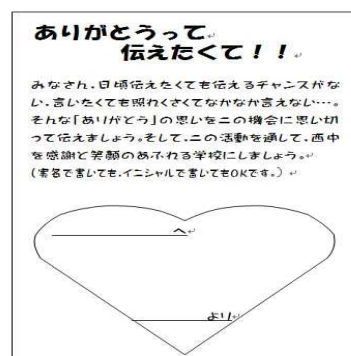 ありがとうって
伝えたくて！！
みなさん、日頃伝えたくても伝えるチャンスがな
い、言いたくても照れくさくてなかなか言えない…。
そんな「ありがとう」の思いをこの機会に思い切
って伝えましょう。そして、この活動を通して、西中
を感謝と笑顔のあふれる学校にしましょう。
(実名で書いても、イニシャルで書いてもOKです。)
へ
より